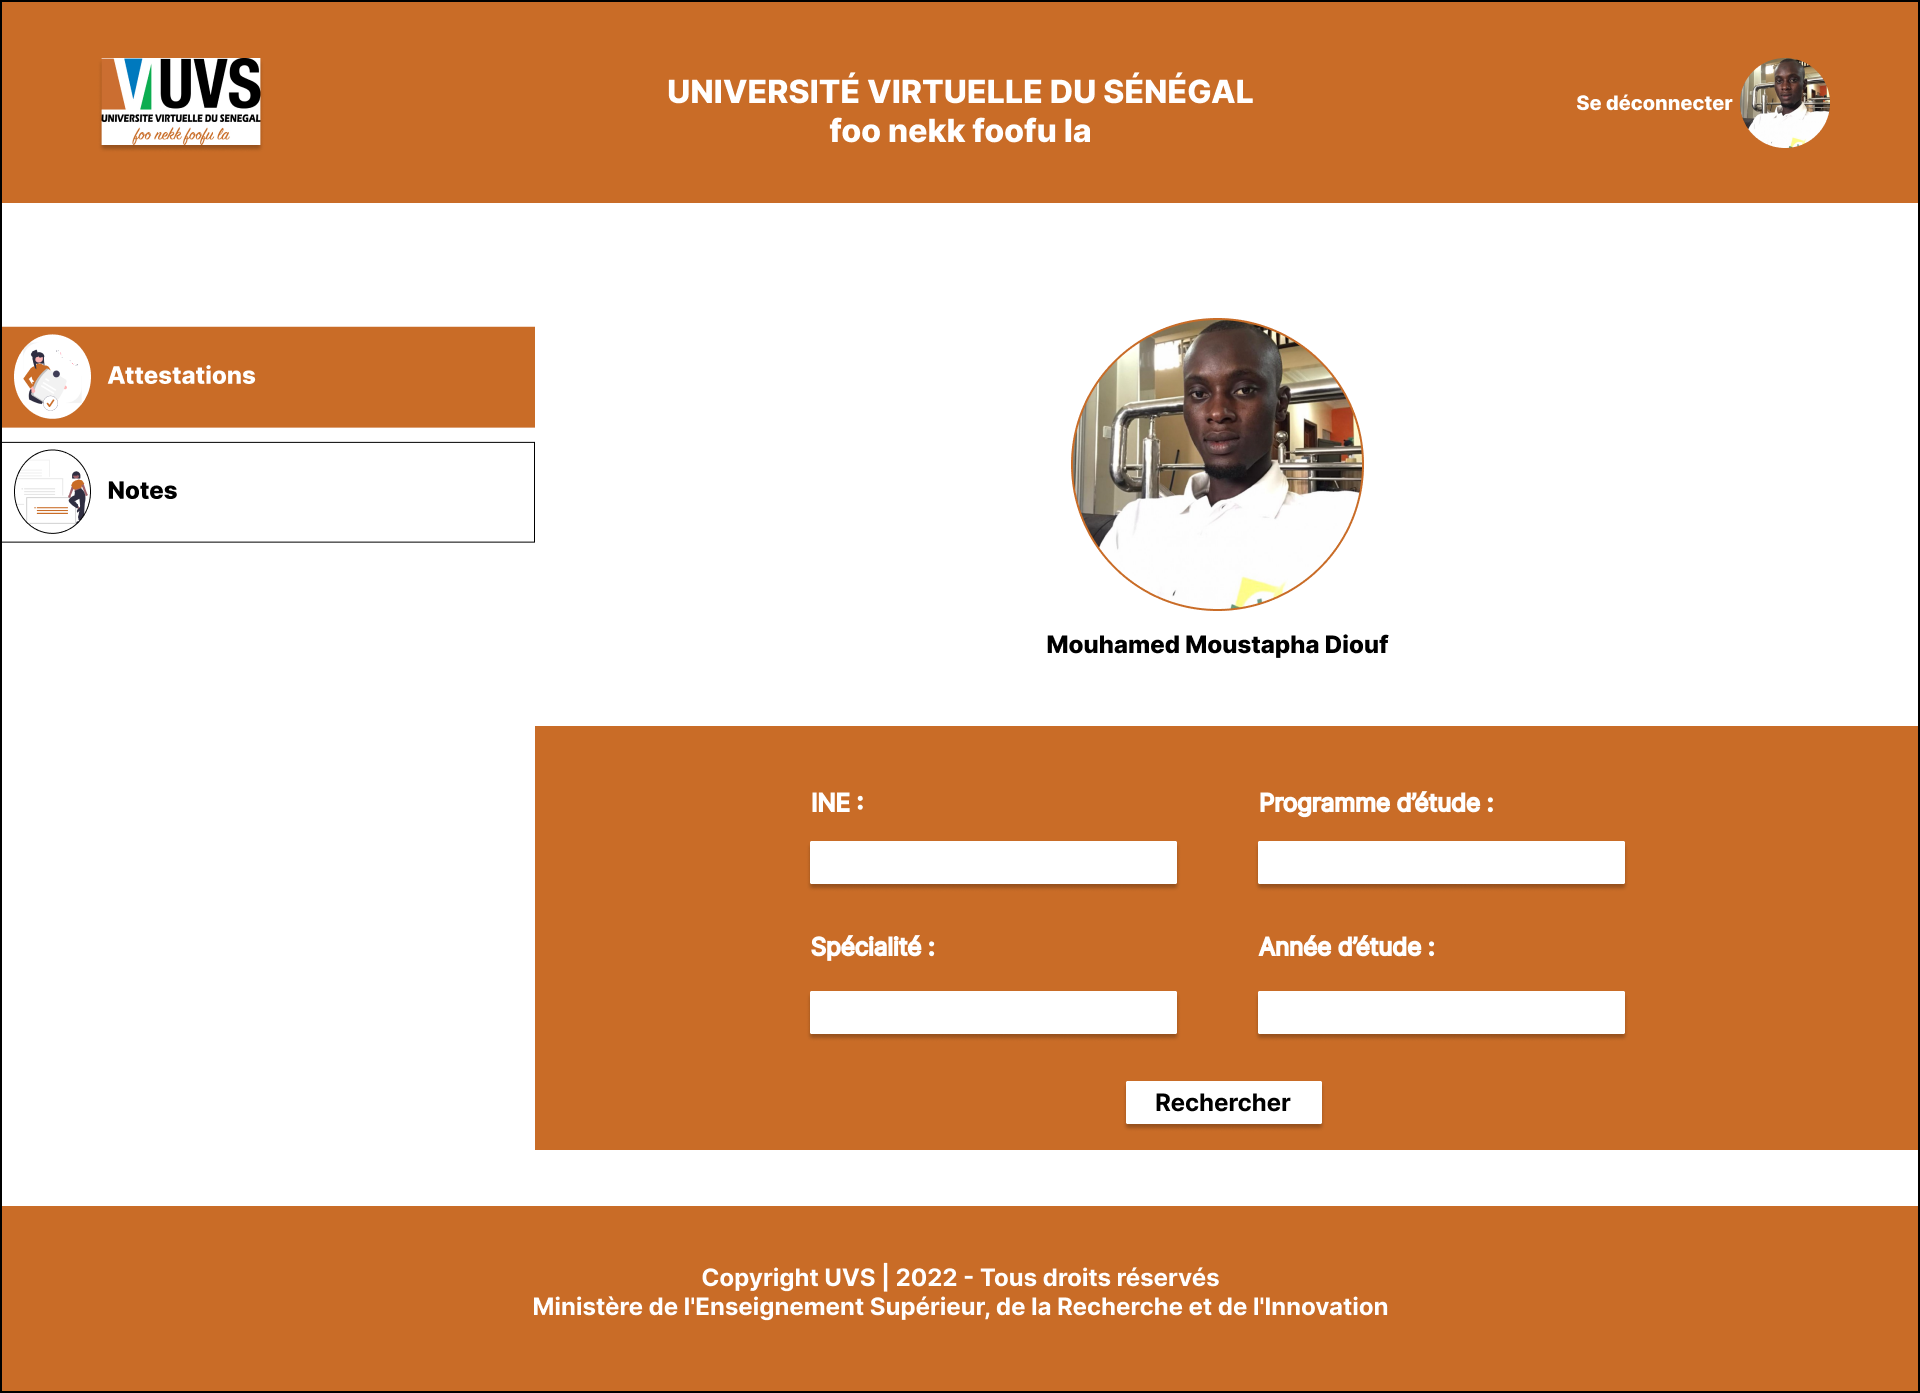 UVS
UNIVERSITE VIRTUELLE DU SENEGAL
foo nekk foofu la
UNIVERSITÉ VIRTUELLE DU SÉNÉGAL
foo nekk foofu la
Se déconnecter
Attestations
Notes
Mouhamed Moustapha Diouf
INE :
Programme d’étude :
Spécialité :
Année d’étude :
Rechercher
Copyright UVS | 2022 - Tous droits réservés
Ministère de l'Enseignement Supérieur, de la Recherche et de l'Innovation